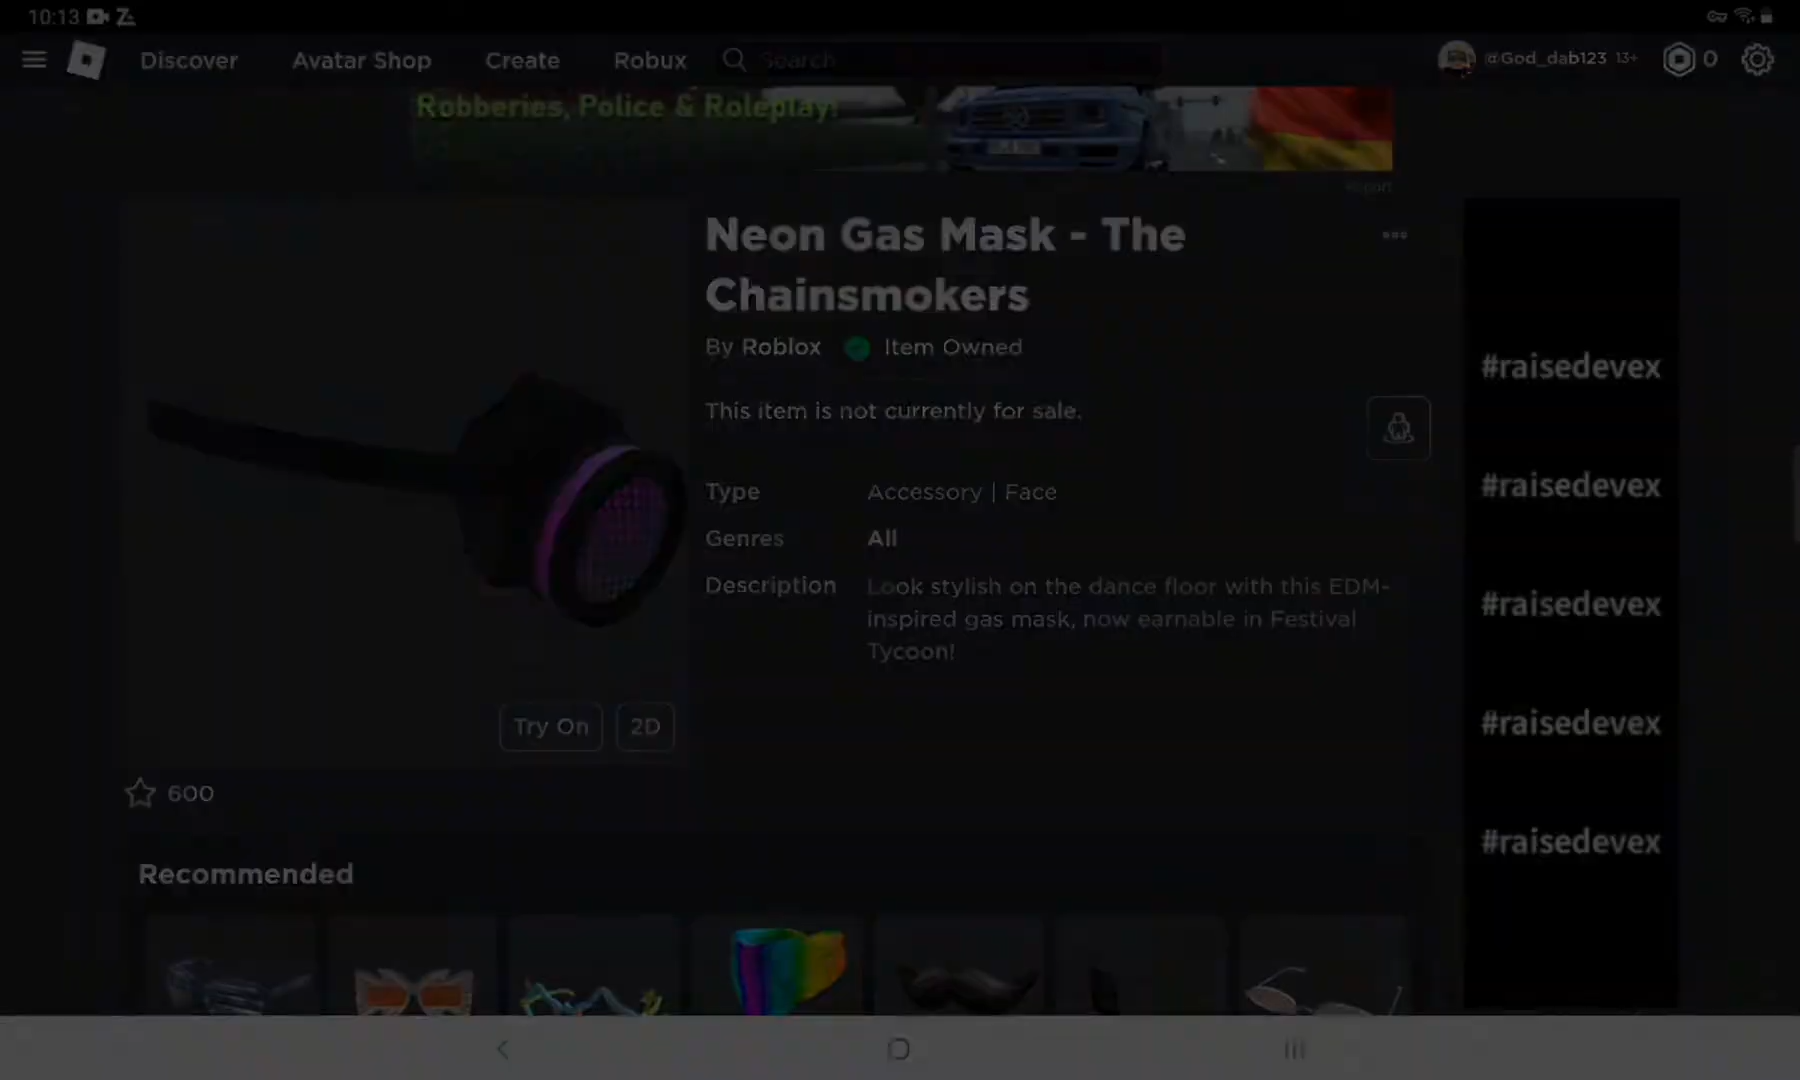 10:13
Discover Avatar Shop Create Robux Search @God_dab123 13+ 0
Robberies, Police & Roleplay!
Report
Neon Gas Mask - The
Chainsmokers
By Roblox Item Owned
This item is not currently for sale.
Type Accessory | Face
Genres All
Description Look stylish on the dance floor with this EDM-
inspired gas mask, now earnable in Festival
Tycoon!
Try On 2D
600
#raisedevex
#raisedevex
#raisedevex
#raisedevex
#raisedevex
Recommended